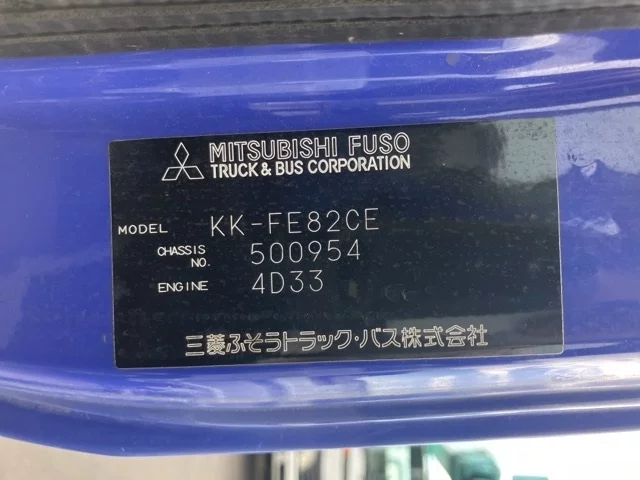 MITSUBISHI FUSO
TRUCK & BUS CORPORATION
MODEL KK-FE82CE
CHASSIS NO. 500954
ENGINE 4D33
三菱ふそうトラック・バス株式会社